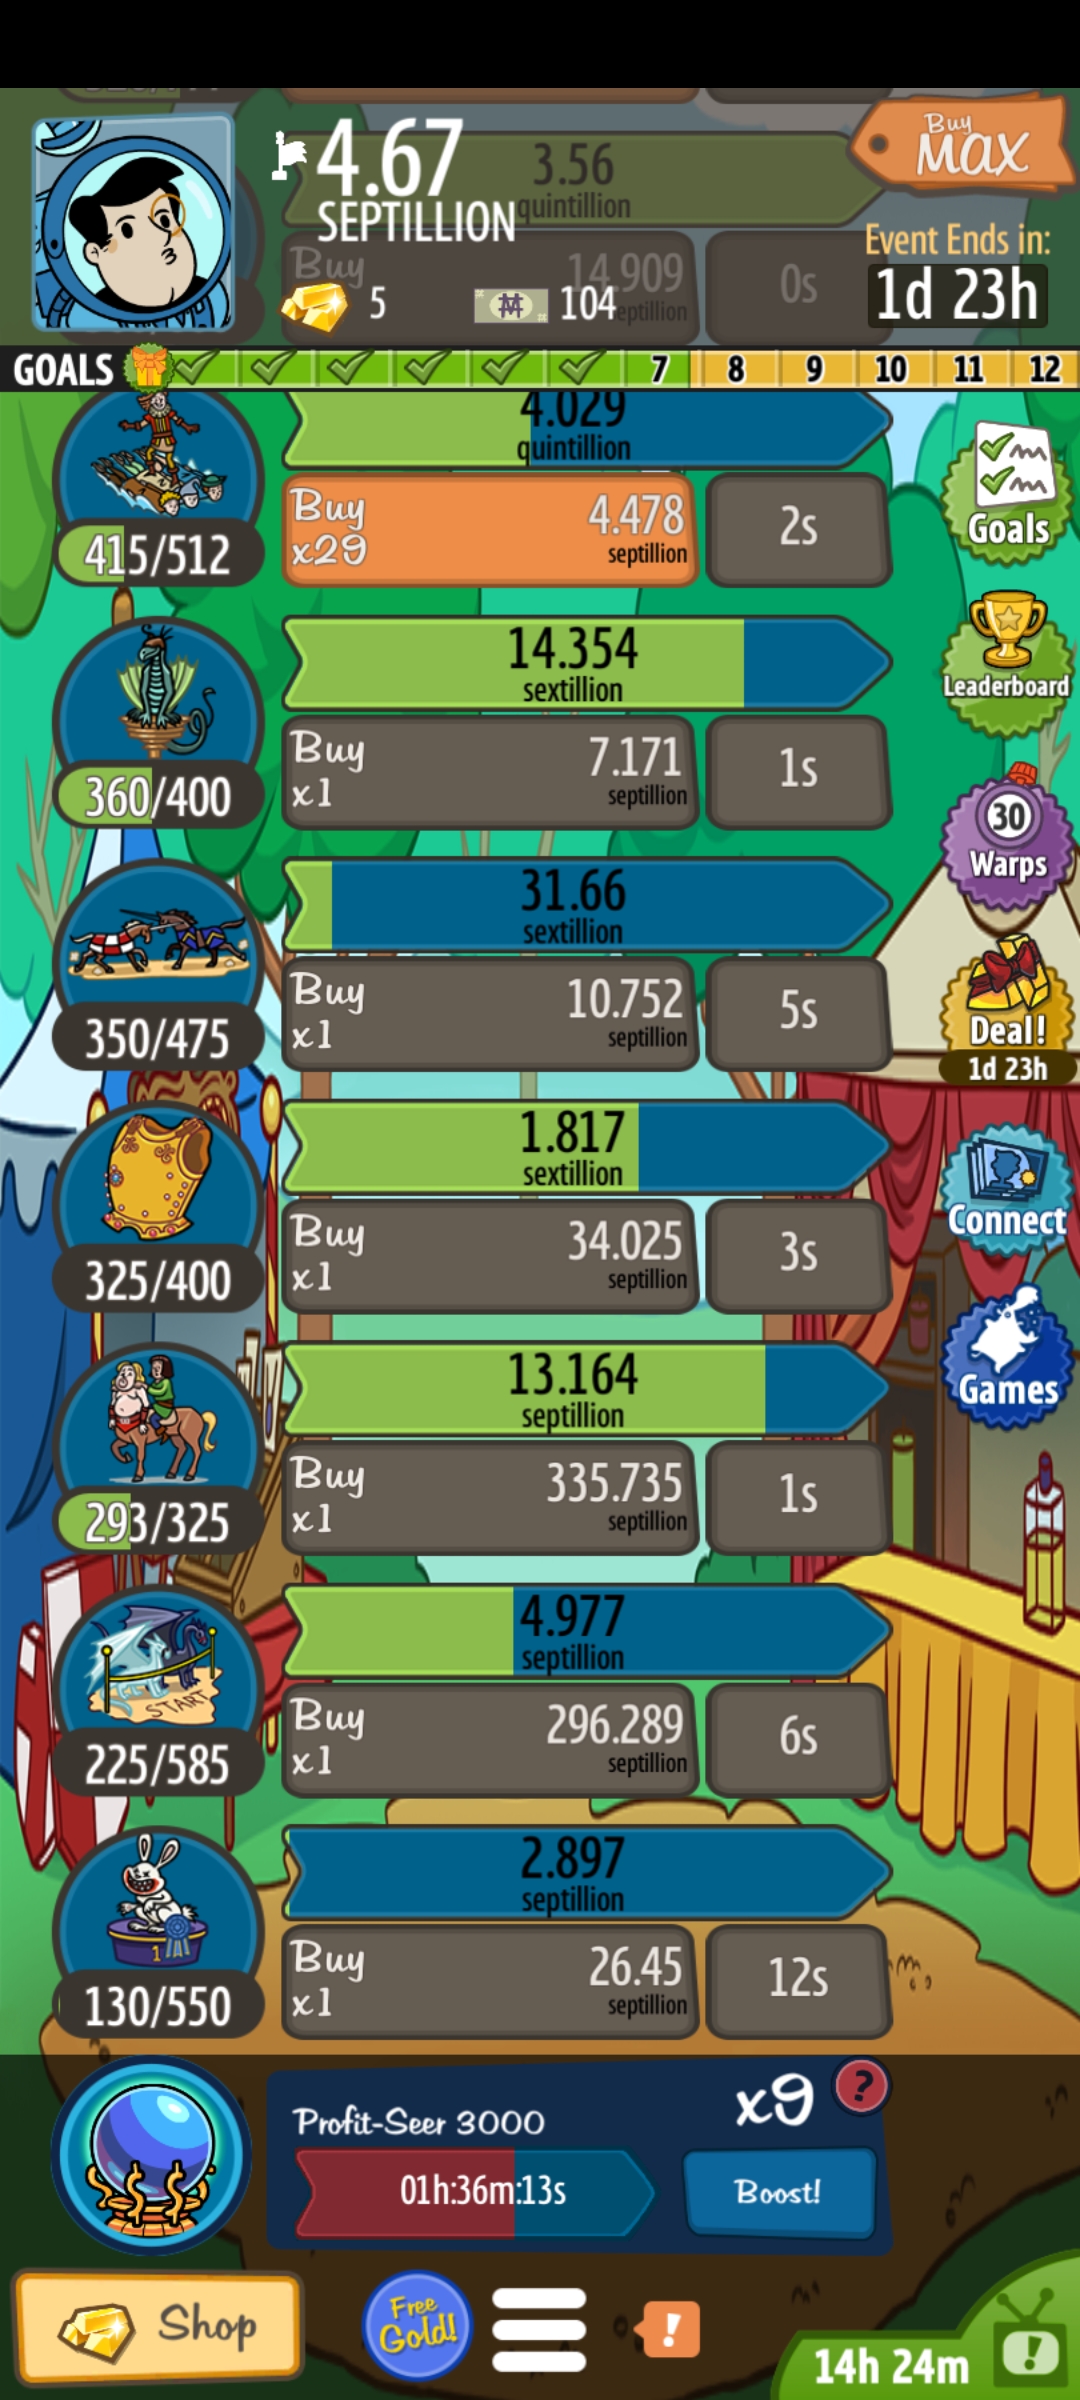 Buy
MAX
4.67
SEPTILLION
3.56
quintillion
Buy
14.909
septillion
0s
5
104
Event Ends in:
1d 23h
GOALS
7 8 9 10 11 12
4.029
quintillion
Buy
x29
4.478
septillion
2s
415/512
14.354
sextillion
Buy
x1
7.171
septillion
1s
360/400
31.66
sextillion
Buy
x1
10.752
septillion
5s
350/475
1.817
sextillion
Buy
x1
34.025
septillion
3s
325/400
13.164
septillion
Buy
x1
335.735
septillion
1s
293/325
4.977
septillion
START
Buy
x1
296.289
septillion
6s
225/585
2.897
septillion
1
Buy
x1
26.45
septillion
12s
130/550
Goals
Leaderboard
30
Warps
Deal!
1d 23h
Connect
Games
Profit-Seer 3000
x9
?
01h:36m:13s
Boost!
Shop
Free
Gold!
!
14h 24m
!